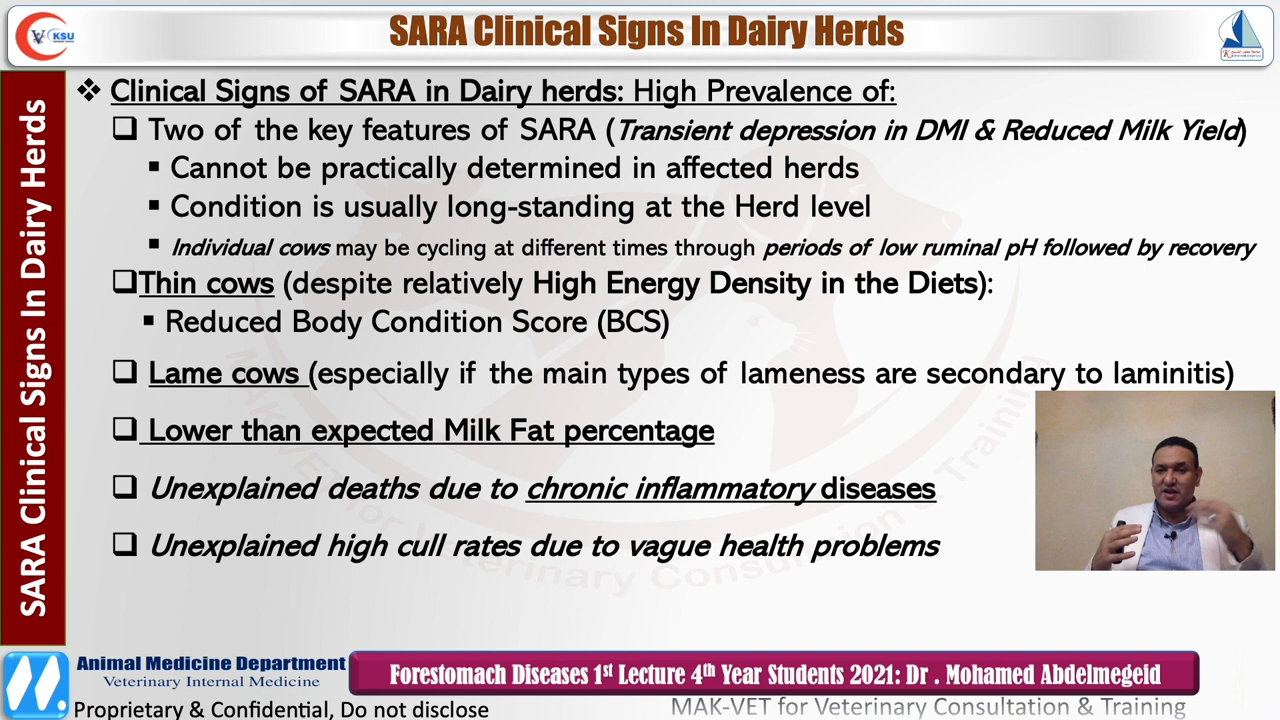 KSU
SARA Clinical Signs In Dairy Herds
SARA Clinical Signs In Dairy Herds
❖ Clinical Signs of SARA in Dairy herds: High Prevalence of:
❑ Two of the key features of SARA (Transient depression in DMI & Reduced Milk Yield)
▪ Cannot be practically determined in affected herds
▪ Condition is usually long-standing at the Herd level
▪ Individual cows may be cycling at different times through periods of low ruminal pH followed by recovery
❑ Thin cows (despite relatively High Energy Density in the Diets):
▪ Reduced Body Condition Score (BCS)
❑ Lame cows (especially if the main types of lameness are secondary to laminitis)
❑ Lower than expected Milk Fat percentage
❑ Unexplained deaths due to chronic inflammatory diseases
❑ Unexplained high cull rates due to vague health problems
MAK-VET for Veterinary Consultation & Training
Animal Medicine Department
Veterinary Internal Medicine
Forestomach Diseases 1st Lecture 4th Year Students 2021: Dr . Mohamed Abdelmegeid
Proprietary & Confidential, Do not disclose
MAK-VET for Veterinary Consultation & Training